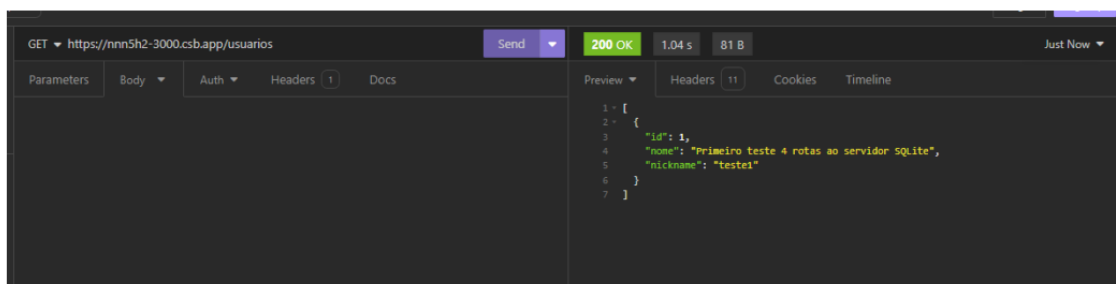 GET https://nnn5h2-3000.csb.app/usuarios Send
200 OK 1.04 s 81 B Just Now
Parameters Body Auth Headers 1 Docs
Preview Headers 11 Cookies Timeline
1 [
2 {
3 "id": 1,
4 "nome": "Primeiro teste 4 rotas ao servidor SQLite",
5 "nickname": "teste1"
6 }
7 ]